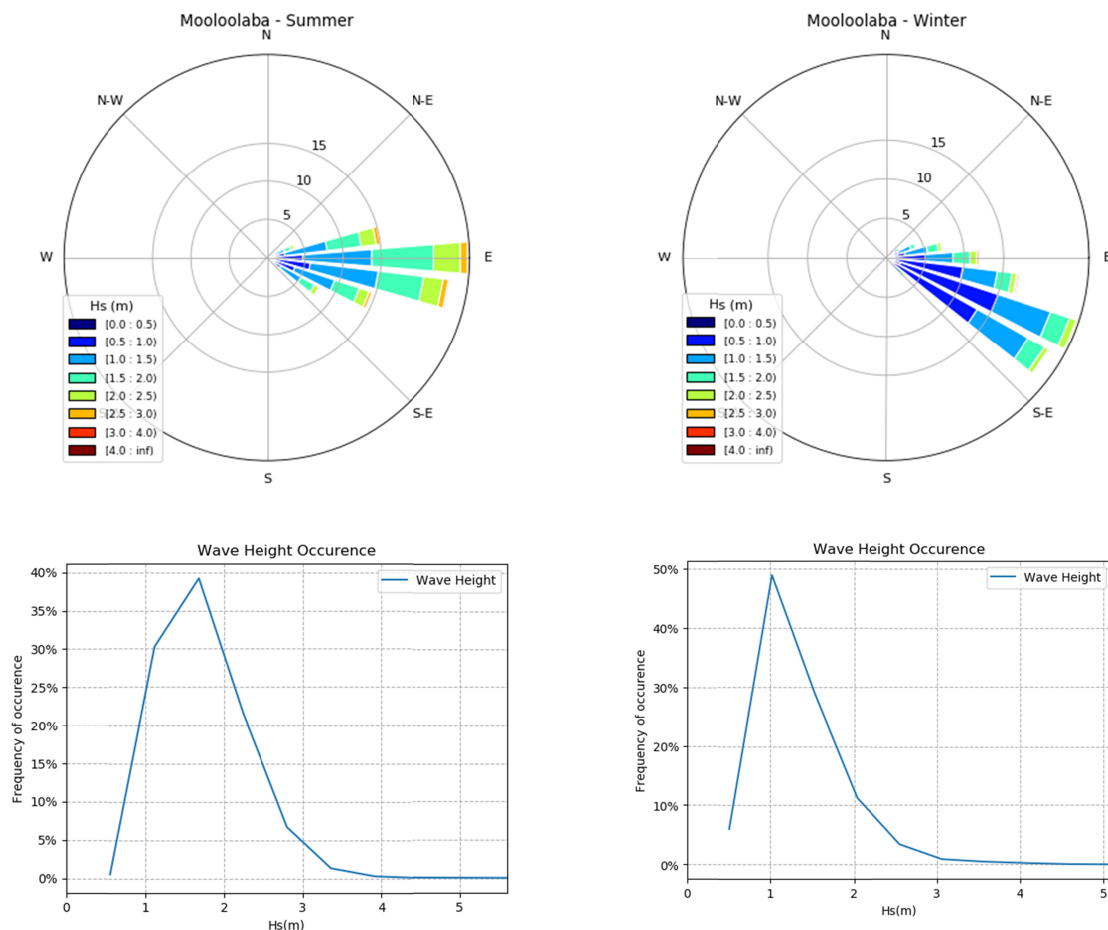 Mooloolaba - Summer
N
N-W
N-E
15
10
5
W
E
Hs (m)
[0.0 : 0.5)
[0.5 : 1.0)
[1.0 : 1.5)
[1.5 : 2.0)
[2.0 : 2.5)
[2.5 : 3.0)
[3.0 : 4.0)
[4.0 : inf)
S-E
S
Mooloolaba - Winter
N
N-W
N-E
15
10
5
W
E
Hs (m)
[0.0 : 0.5)
[0.5 : 1.0)
[1.0 : 1.5)
[1.5 : 2.0)
[2.0 : 2.5)
[2.5 : 3.0)
[3.0 : 4.0)
[4.0 : inf)
S-E
S
Wave Height Occurence
Wave Height
Frequency of occurence
40%
35%
30%
25%
20%
15%
10%
5%
0%
0 1 2 3 4 5
Hs(m)
Wave Height Occurence
Wave Height
Frequency of occurence
50%
40%
30%
20%
10%
0%
0 1 2 3 4 5
Hs(m)